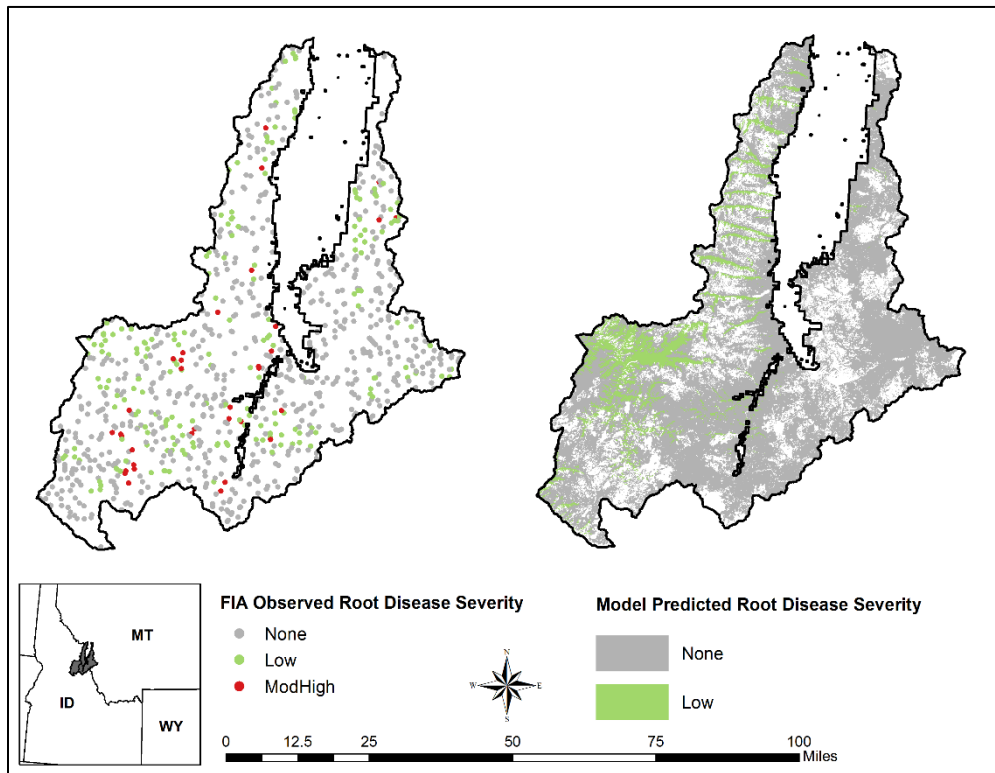 MT
ID
WY
FIA Observed Root Disease Severity
None
Low
ModHigh
N
W E
S
Model Predicted Root Disease Severity
None
Low
0 12.5 25 50 75 100
Miles